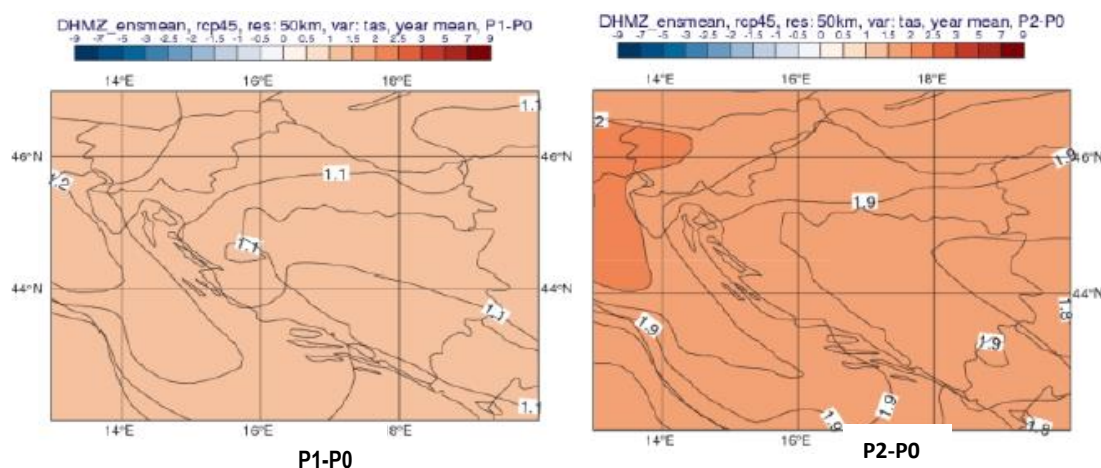 DHMZ_ensmean, rcp45, res: 50km, var: tas, year mean, P1-P0
-9 -7 -5 -3 -2.5 -2 -1.5 -1 -0.5 0 0.5 1 1.5 2 2.5 3 5 7 9
14°E 16°E 18°E
1.1
46°N
1.1
1.2
1.1
44°N
1.1
1.1
14°E 16°E 18°E
P1-P0
DHMZ_ensmean, rcp45, res: 50km, var: tas, year mean, P2-P0
-9 -7 -5 -3 -2.5 -2 -1.5 -1 -0.5 0 0.5 1 1.5 2 2.5 3 5 7 9
14°E 16°E 18°E
2
1.9
46°N
1.9
44°N
1.8
1.9
1.9
1.9
1.9
1.8
14°E 16°E
P2-P0